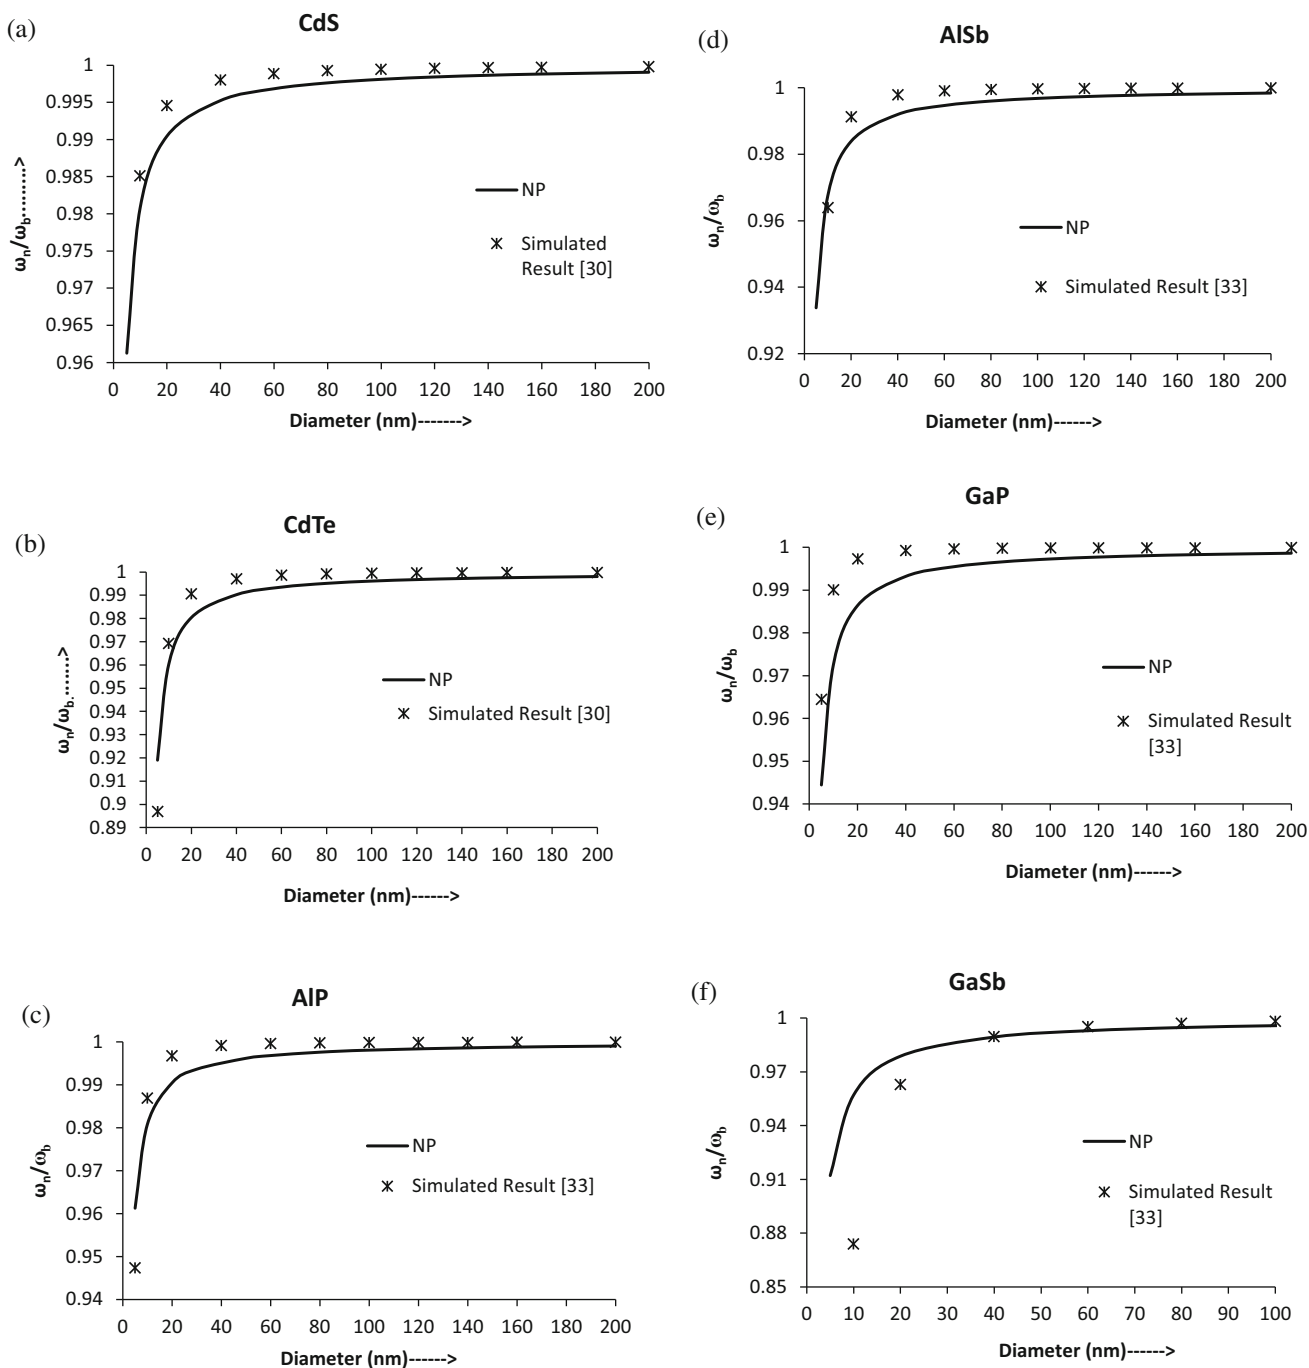 (a)
CdS
1
0.995
0.99
0.985
0.98
0.975
0.97
0.965
0.96
ωn/ωb..........>
NP
Simulated
Result [30]
0 20 40 60 80 100 120 140 160 180 200
Diameter (nm)------->
(b)
CdTe
1
0.99
0.98
0.97
0.96
0.95
0.94
0.93
0.92
0.91
0.9
0.89
ωn/ωb.........>
NP
Simulated Result [30]
0 20 40 60 80 100 120 140 160 180 200
Diameter (nm)------>
(c)
AlP
1
0.99
0.98
0.97
0.96
0.95
0.94
ωn/ωb
NP
Simulated Result [33]
0 20 40 60 80 100 120 140 160 180 200
Diameter (nm)------>
(d)
AlSb
1
0.98
0.96
0.94
0.92
ωn/ωb
NP
Simulated Result [33]
0 20 40 60 80 100 120 140 160 180 200
Diameter (nm)------>
(e)
GaP
1
0.99
0.98
0.97
0.96
0.95
0.94
ωn/ωb
NP
Simulated Result
[33]
0 20 40 60 80 100 120 140 160 180 200
Diameter (nm)------>
(f)
GaSb
1
0.97
0.94
0.91
0.88
0.85
ωn/ωb
NP
Simulated Result
[33]
0 10 20 30 40 50 60 70 80 90 100
Diameter (nm)------>